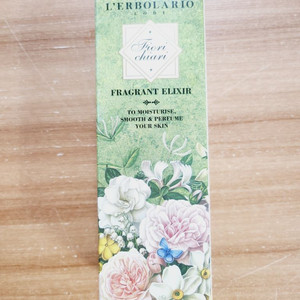 L'ERBOLARIO
LODI
Fiori
chiari
FRAGRANT ELIXIR
TO MOISTURISE,
SMOOTH & PERFUME
YOUR SKIN